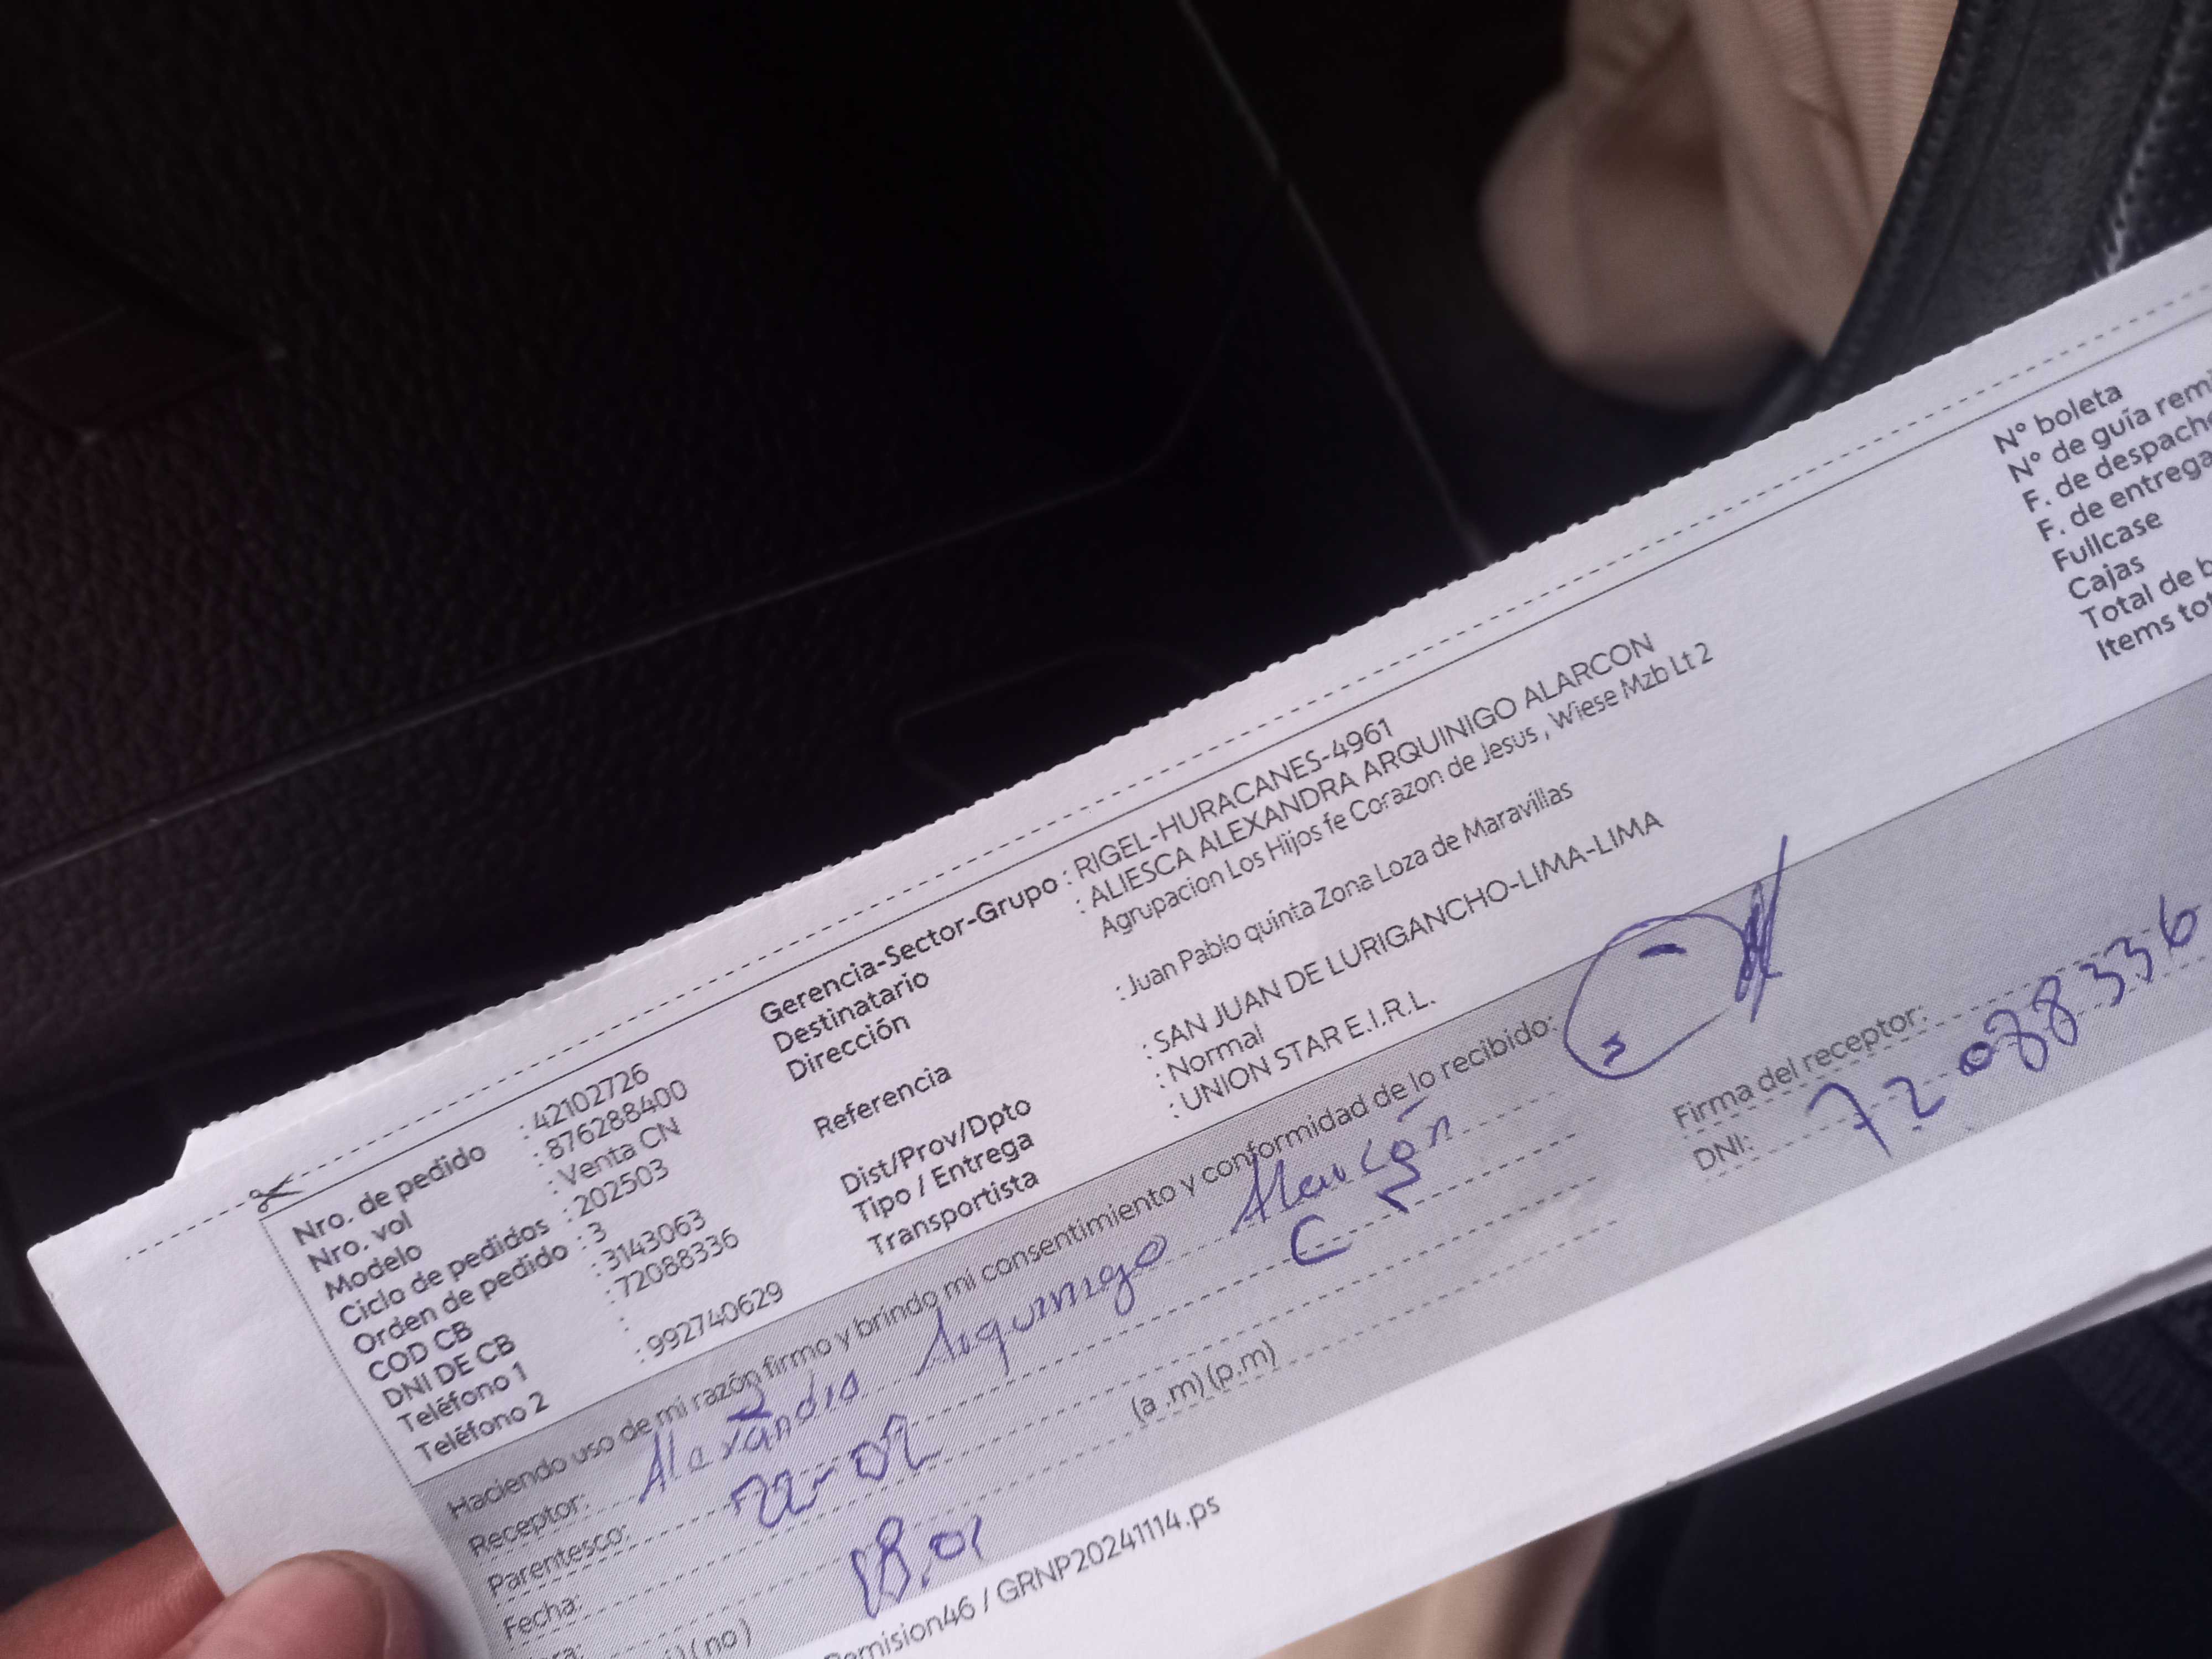 Nro. de pedido : 42102726
Nro. vol : 876288400
Modelo : Venta CN
Ciclo de pedidos : 202503
Orden de pedido : 3
COD CB : 3143063
DNI DE CB : 72088336
Teléfono 1 :
Teléfono 2 : 992740629
Gerencia-Sector-Grupo : RIGEL-HURACANES-4961
Destinatario : ALIESCA ALEXANDRA ARQUINIGO ALARCON
Dirección Agrupacion Los Hijos fe Corazon de Jesus , Wiese Mzb Lt 2
Referencia : Juan Pablo quinta Zona Loza de Maravillas
Dist/Prov/Dpto : SAN JUAN DE LURIGANCHO-LIMA-LIMA
Tipo / Entrega : Normal
Transportista : UNION STAR E.I.R.L.
N° boleta
N° de guía remi
F. de despacho
F. de entrega
Fullcase
Cajas
Total de b
Items tot
Haciendo uso de mi razón firmo y brindo mi consentimiento y conformidad de lo recibido:
Receptor: Alexandra Arquinigo Alarcón
Parentesco:
Fecha: 22-02
18:01 (a .m) (p.m)
) ( no )
Firma del receptor:
DNI: 72088336
Remision46 / GRNP20241114.ps